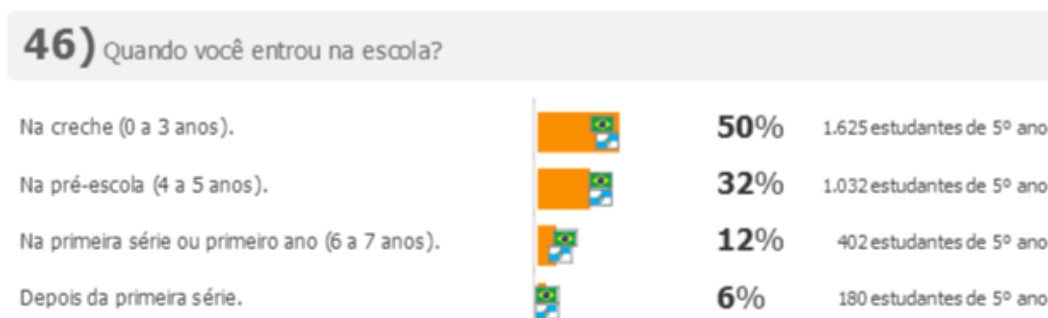 46) Quando você entrou na escola?
Na creche (0 a 3 anos). 50% 1.625 estudantes de 5º ano
Na pré-escola (4 a 5 anos). 32% 1.032 estudantes de 5º ano
Na primeira série ou primeiro ano (6 a 7 anos). 12% 402 estudantes de 5º ano
Depois da primeira série. 6% 180 estudantes de 5º ano